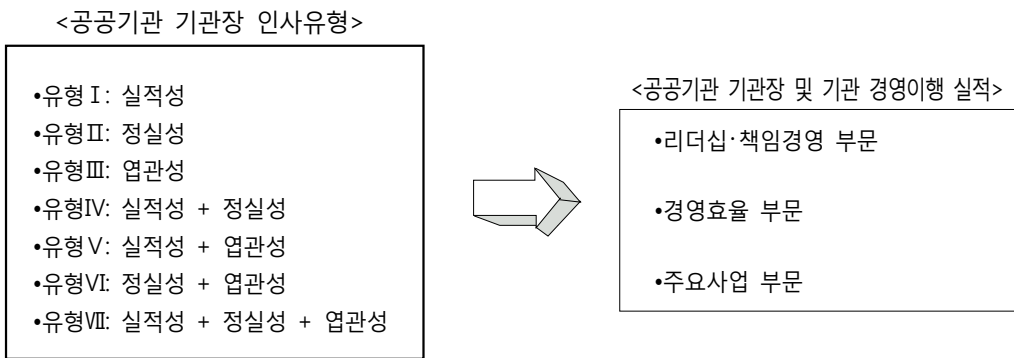 <공공기관 기관장 인사유형>
•유형Ⅰ: 실적성
•유형Ⅱ: 정실성
•유형Ⅲ: 엽관성
•유형Ⅳ: 실적성 + 정실성
•유형Ⅴ: 실적성 + 엽관성
•유형Ⅵ: 정실성 + 엽관성
•유형Ⅶ: 실적성 + 정실성 + 엽관성
<공공기관 기관장 및 기관 경영이행 실적>
•리더십·책임경영 부문
•경영효율 부문
•주요사업 부문